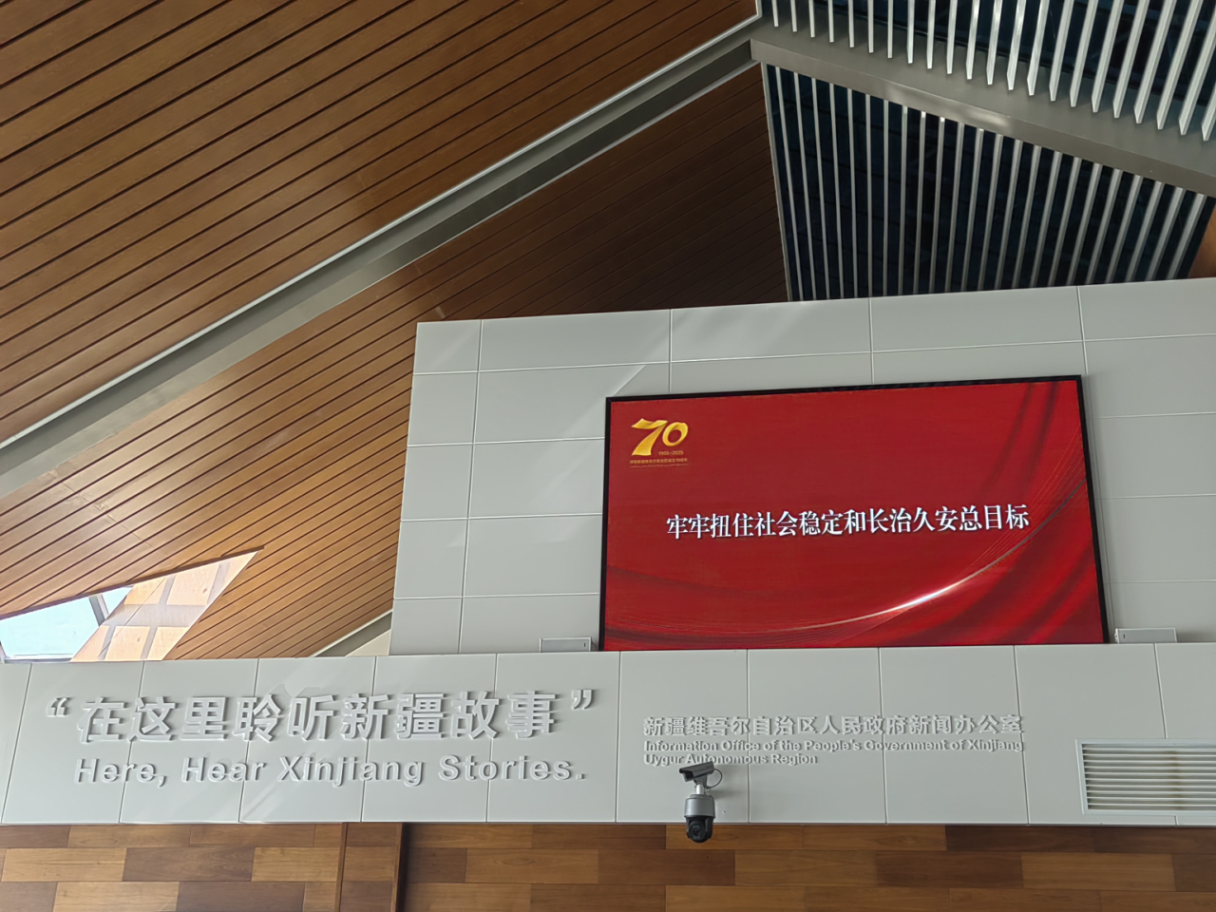 70
1955-2025
牢牢扭住社会稳定和长治久安总目标
“在这里聆听新疆故事”
Here, Hear Xinjiang Stories.
新疆维吾尔自治区人民政府新闻办公室
Information Office of the People's Government of Xinjiang
Uygur Autonomous Region